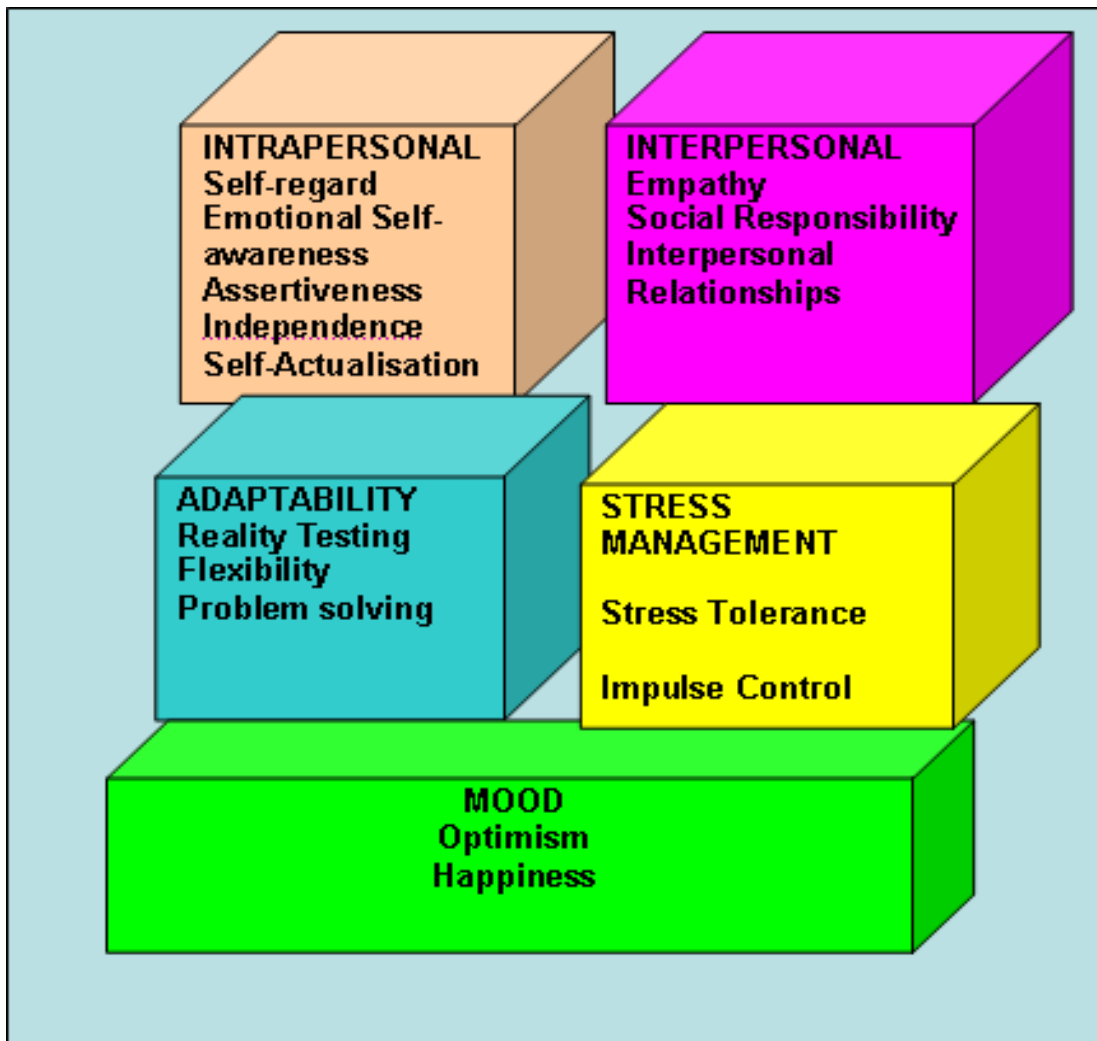 INTRAPERSONAL
Self-regard
Emotional Self-
awareness
Assertiveness
Independence
Self-Actualisation
INTERPERSONAL
Empathy
Social Responsibility
Interpersonal
Relationships
ADAPTABILITY
Reality Testing
Flexibility
Problem solving
STRESS
MANAGEMENT
Stress Tolerance
Impulse Control
MOOD
Optimism
Happiness